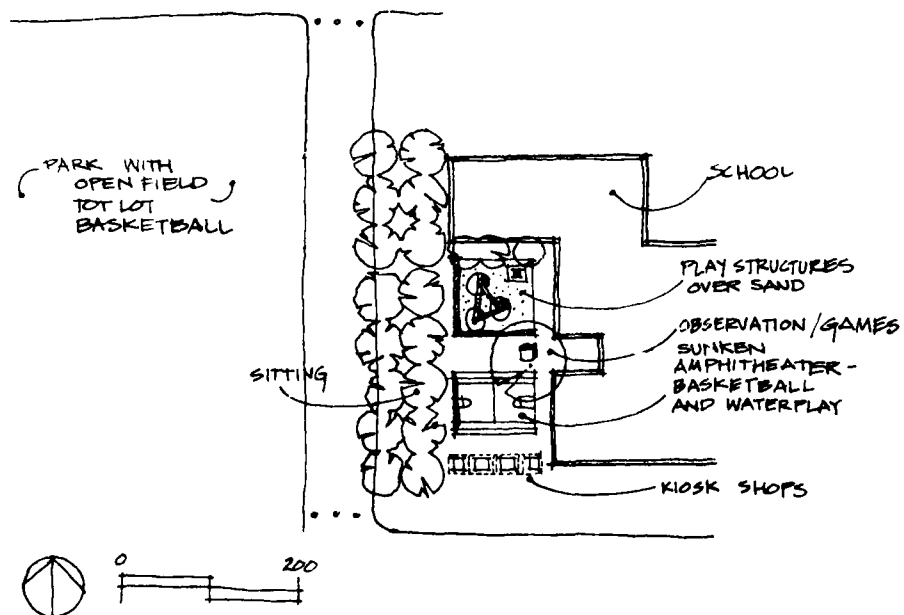 PARK WITH
OPEN FIELD
TOT LOT
BASKETBALL
SCHOOL
PLAY STRUCTURES
OVER SAND
OBSERVATION/GAMES
SUNKEN
AMPHITHEATER-
BASKETBALL
AND WATERPLAY
SITTING
KIOSK SHOPS
0
200